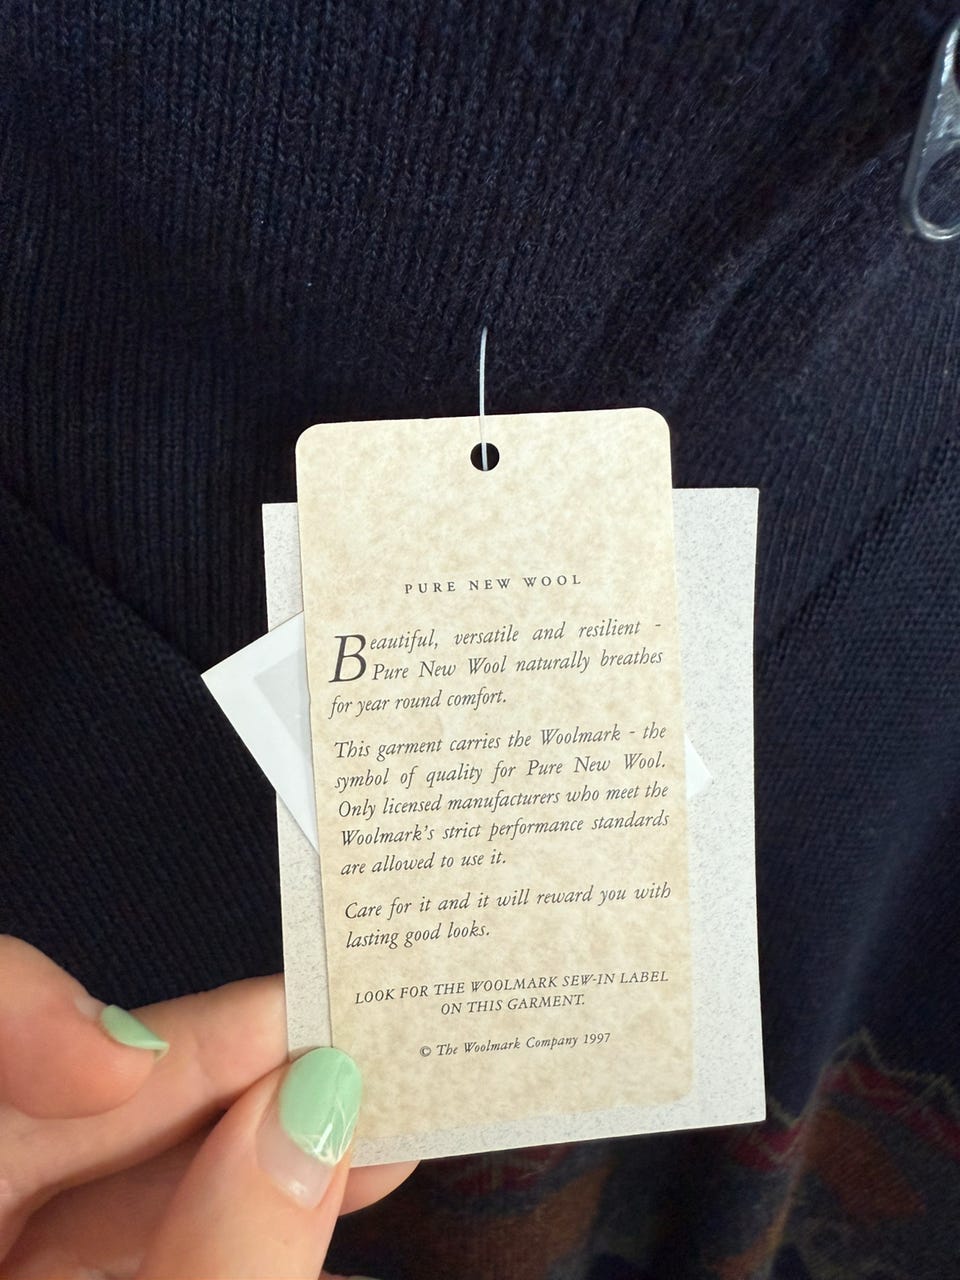 PURE NEW WOOL
Beautiful, versatile and resilient -
Pure New Wool naturally breathes
for year round comfort.
This garment carries the Woolmark - the
symbol of quality for Pure New Wool.
Only licensed manufacturers who meet the
Woolmark's strict performance standards
are allowed to use it.
Care for it and it will reward you with
lasting good looks.
LOOK FOR THE WOOLMARK SEW-IN LABEL
ON THIS GARMENT.
© The Woolmark Company 1997